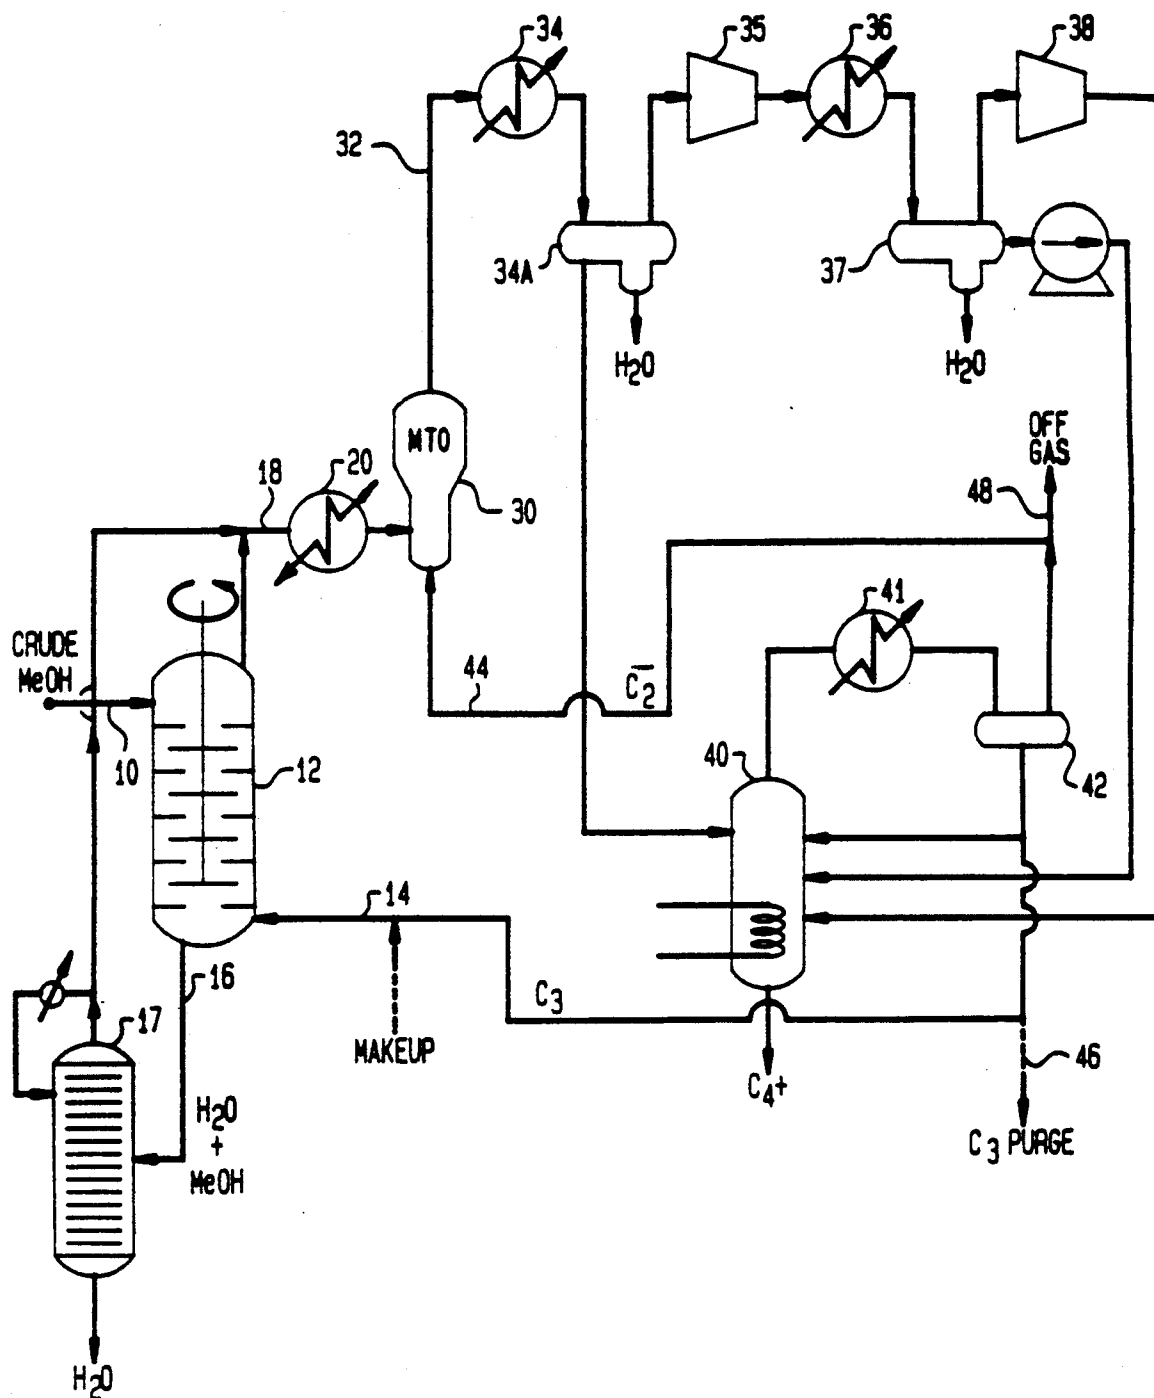 34
35
36
38
32
34A
37
H2O
H2O
MTO
OFF
GAS
18
20
30
48
41
CRUDE
MeOH
C2-
44
10
12
40
42
14
16
C3
17
MAKEUP
46
C4+
H2O
+
MeOH
C3 PURGE
H2O